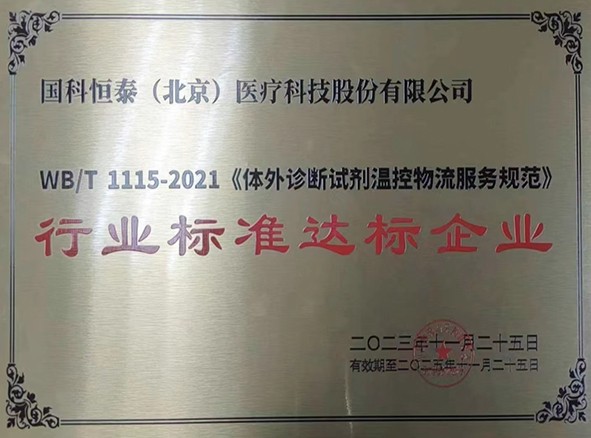 国科恒泰（北京）医疗科技股份有限公司
WB/T 1115-2021《体外诊断试剂温控物流服务规范》
行业标准达标企业
二〇二三年十一月二十五日
有效期至二〇二五年十一月二十五日